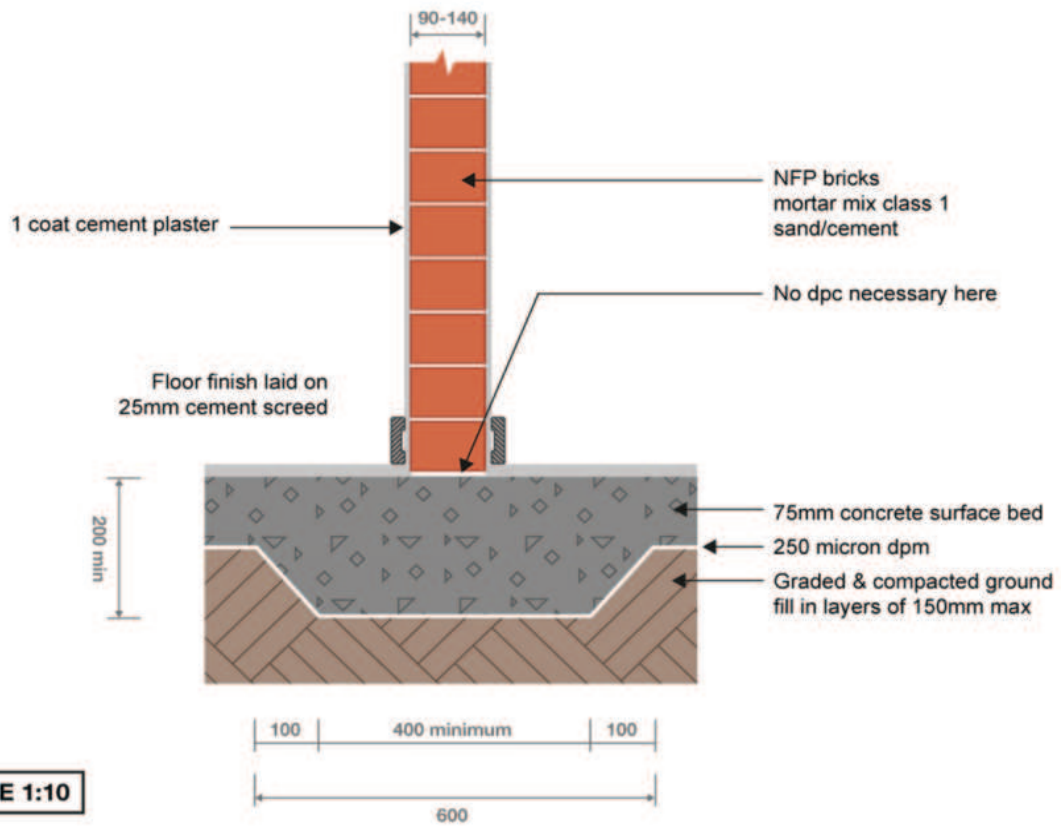 90-140
NFP bricks
mortar mix class 1
sand/cement
1 coat cement plaster
No dpc necessary here
Floor finish laid on
25mm cement screed
200 min
75mm concrete surface bed
250 micron dpm
Graded & compacted ground
fill in layers of 150mm max
100 400 minimum 100
E 1:10
600